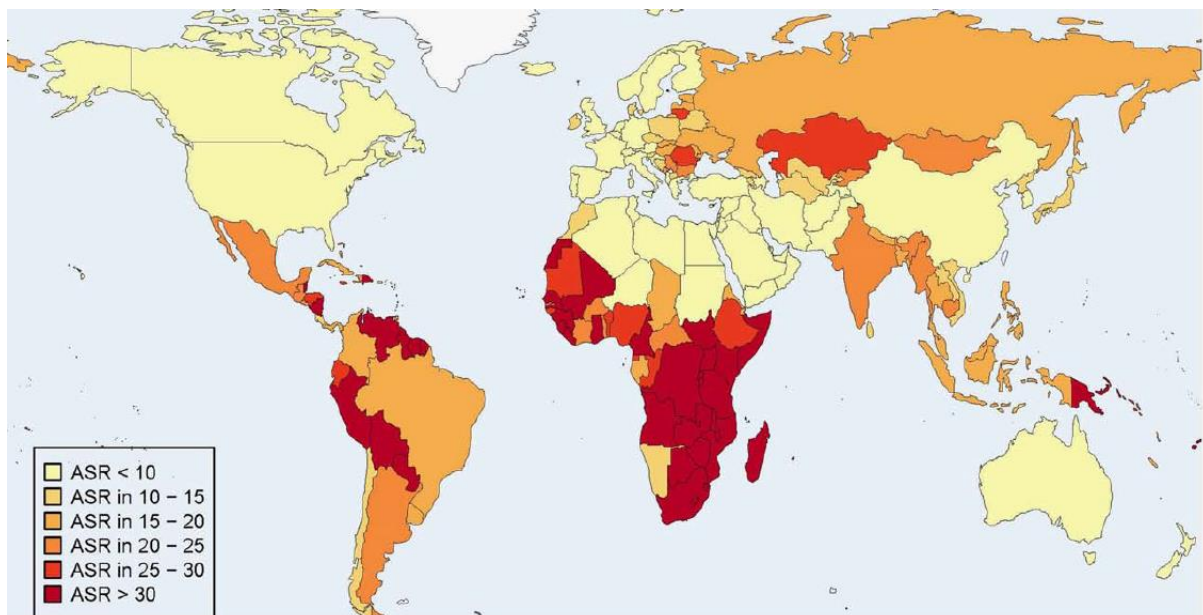 ASR < 10
ASR in 10 – 15
ASR in 15 – 20
ASR in 20 – 25
ASR in 25 – 30
ASR > 30